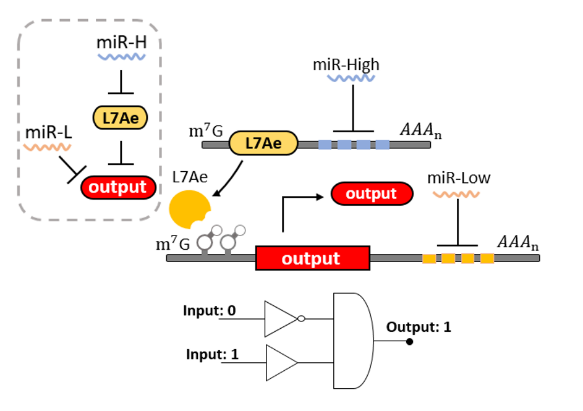 miR-H
L7Ae
miR-L
output
miR-High
m⁷G
L7Ae
AAAₙ
L7Ae
output
miR-Low
m⁷G
output
AAAₙ
Input: 0
Input: 1
Output: 1